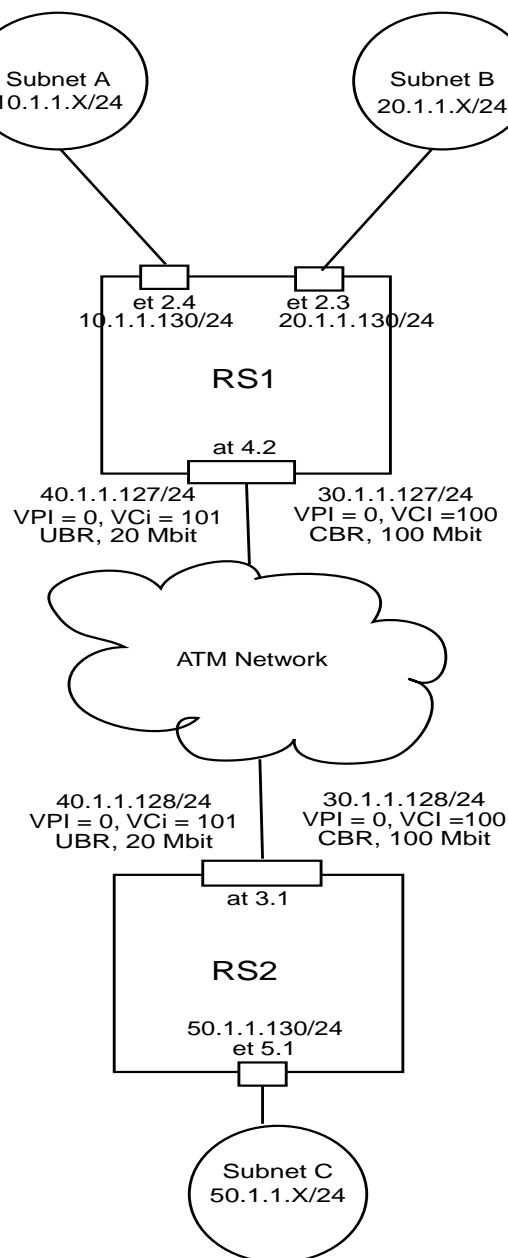 Subnet A
10.1.1.X/24
Subnet B
20.1.1.X/24
et 2.4
10.1.1.130/24
et 2.3
20.1.1.130/24
RS1
at 4.2
40.1.1.127/24
VPI = 0, VCi = 101
UBR, 20 Mbit
30.1.1.127/24
VPI = 0, VCI =100
CBR, 100 Mbit
ATM Network
40.1.1.128/24
VPI = 0, VCi = 101
UBR, 20 Mbit
30.1.1.128/24
VPI = 0, VCI =100
CBR, 100 Mbit
at 3.1
RS2
50.1.1.130/24
et 5.1
Subnet C
50.1.1.X/24